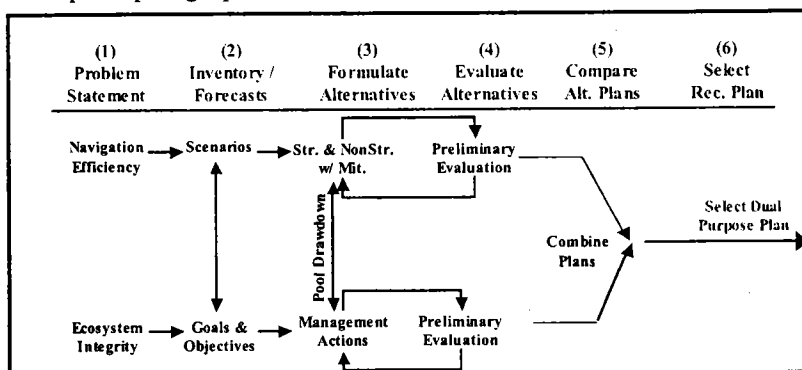 (1) (2) (3) (4) (5) (6)
Problem Inventory / Formulate Evaluate Compare Select
Statement Forecasts Alternatives Alternatives Alt. Plans Rec. Plan
Navigation Scenarios Str. & NonStr. Preliminary
Efficiency w/ Mit. Evaluation
Pool Drawdown
Select Dual
Purpose Plan
Combine
Plans
Ecosystem Goals & Management Preliminary
Integrity Objectives Actions Evaluation